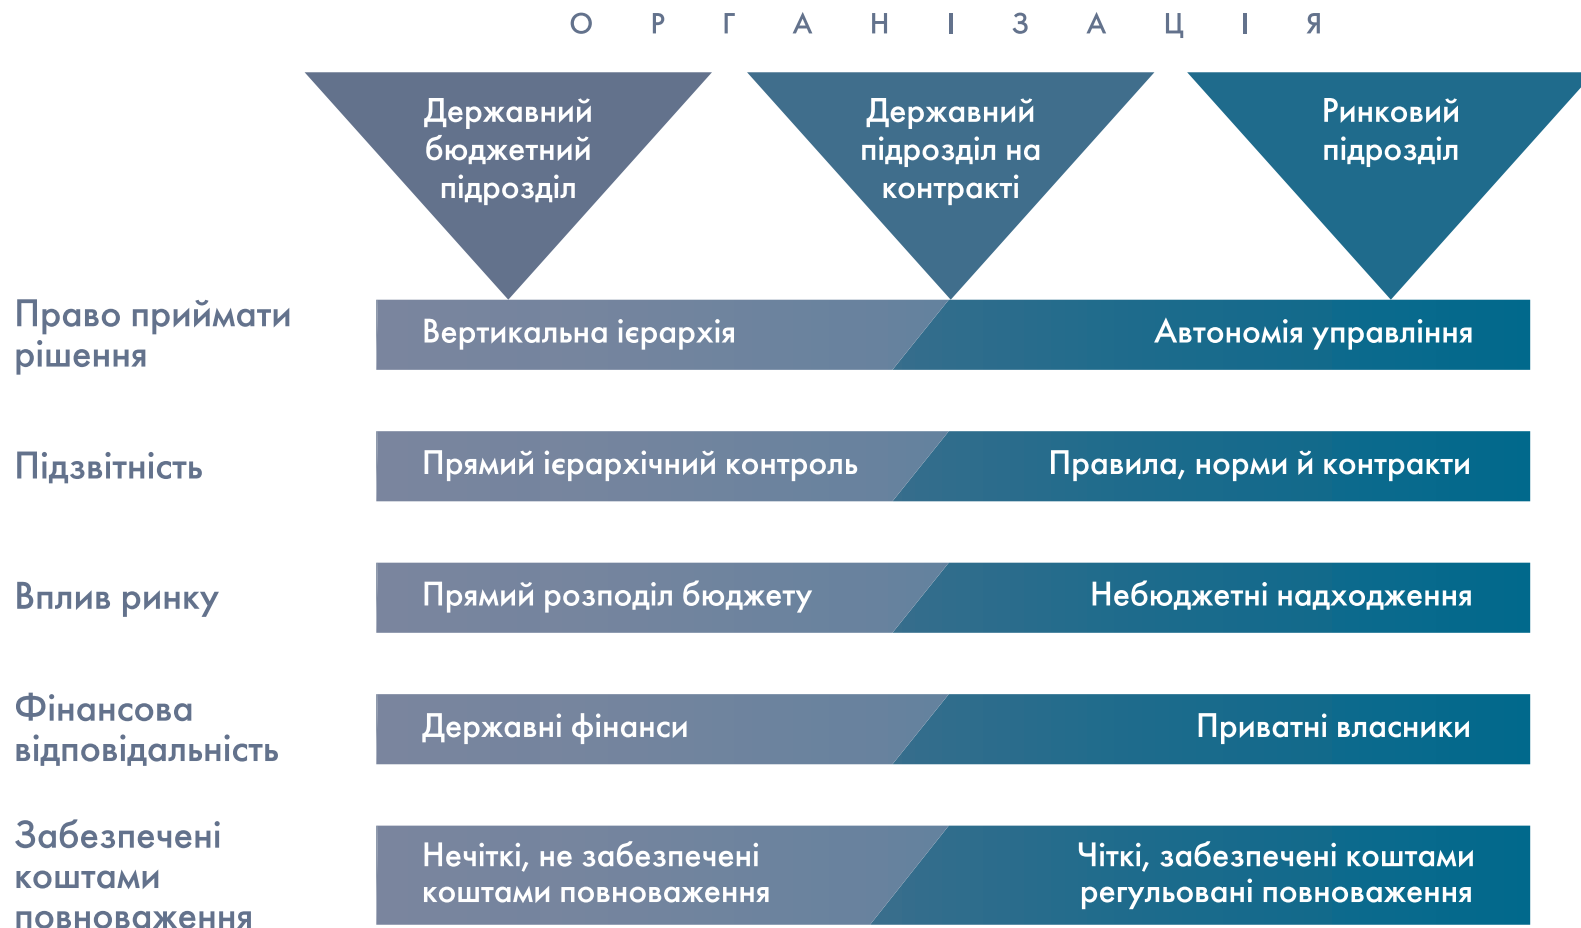 ОРГАНІЗАЦІЯ
Державний
бюджетний
підрозділ
Державний
підрозділ на
контракті
Ринковий
підрозділ
Право приймати
рішення
Вертикальна ієрархія
Автономія управління
Підзвітність
Прямий ієрархічний контроль
Правила, норми й контракти
Вплив ринку
Прямий розподіл бюджету
Небюджетні надходження
Фінансова
відповідальність
Державні фінанси
Приватні власники
Забезпечені
коштами
повноваження
Нечіткі, не забезпечені
коштами повноваження
Чіткі, забезпечені коштами
регульовані повноваження